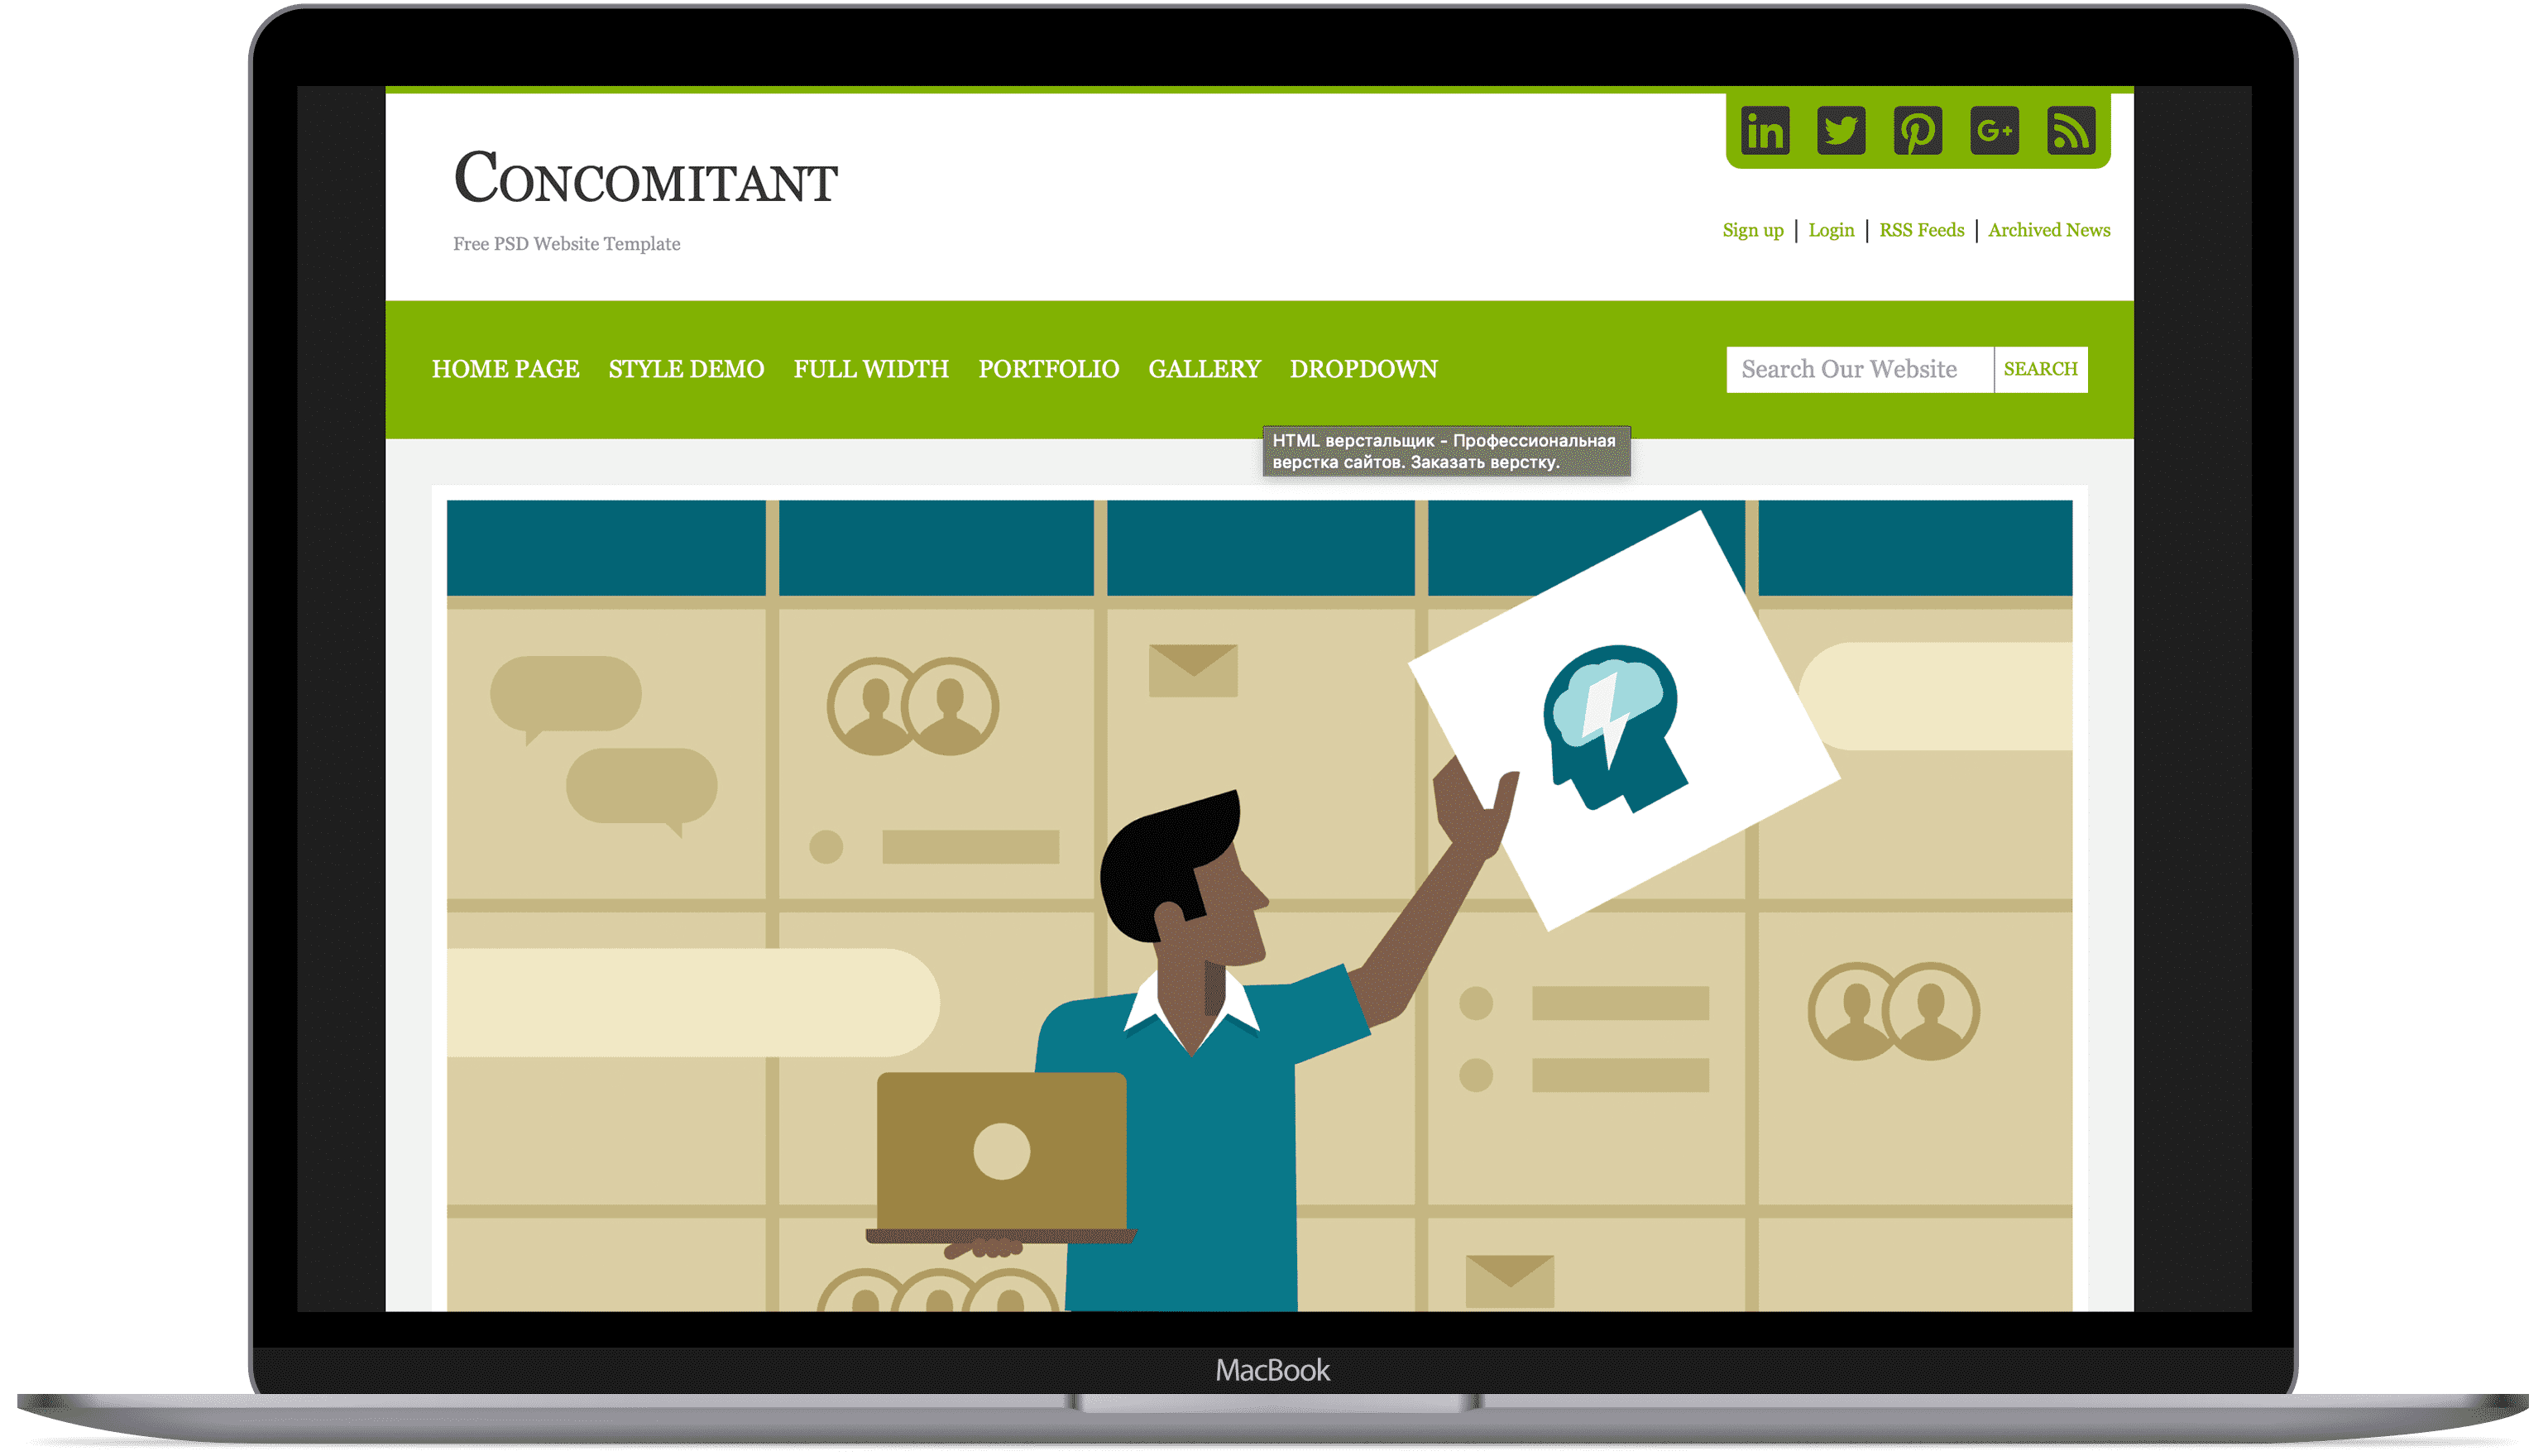 CONCOMITANT
Free PSD Website Template
Sign up | Login | RSS Feeds | Archived News
HOME PAGE STYLE DEMO FULL WIDTH PORTFOLIO GALLERY DROPDOWN
Search Our Website SEARCH
HTML верстальщик - Профессиональная
верстка сайтов. Заказать верстку.
MacBook